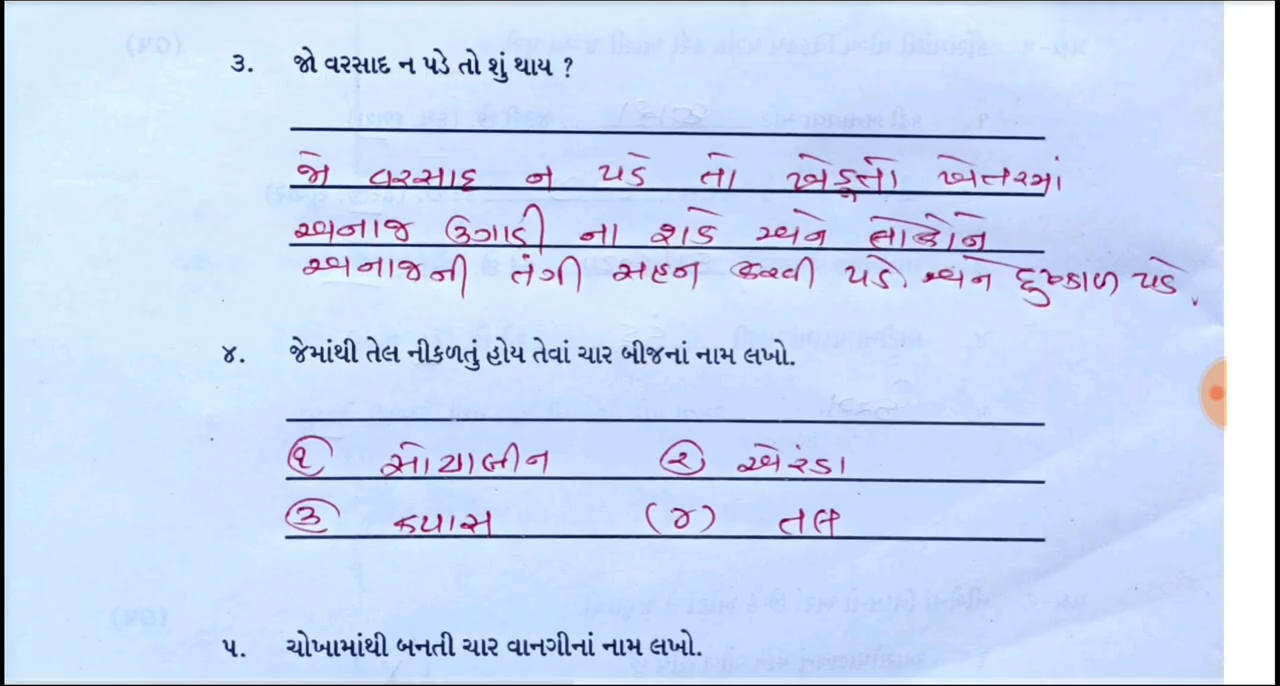 ૩. જો વરસાદ ન પડે તો શું થાય ?
જો વરસાદ ન પડે તો ખેડૂતો ખેતરમાં
અનાજ ઉગાડી ના શકે અને લોકોને
અનાજની તંગી સહન કરવી પડે. અને દુષ્કાળ પડે.
૪. જેમાંથી તેલ નીકળતું હોય તેવાં ચાર બીજનાં નામ લખો.
(૧) સોયાબીન (૨) એરંડા
(૩) કપાસ (૪) તલ
૫. ચોખામાંથી બનતી ચાર વાનગીનાં નામ લખો.